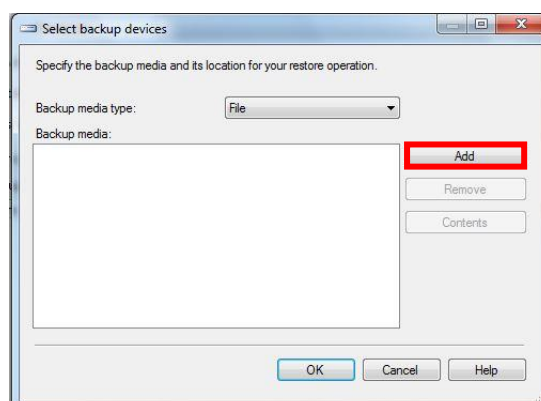 Select backup devices
Specify the backup media and its location for your restore operation.
Backup media type:
File
Backup media:
Add
Remove
Contents
OK
Cancel
Help